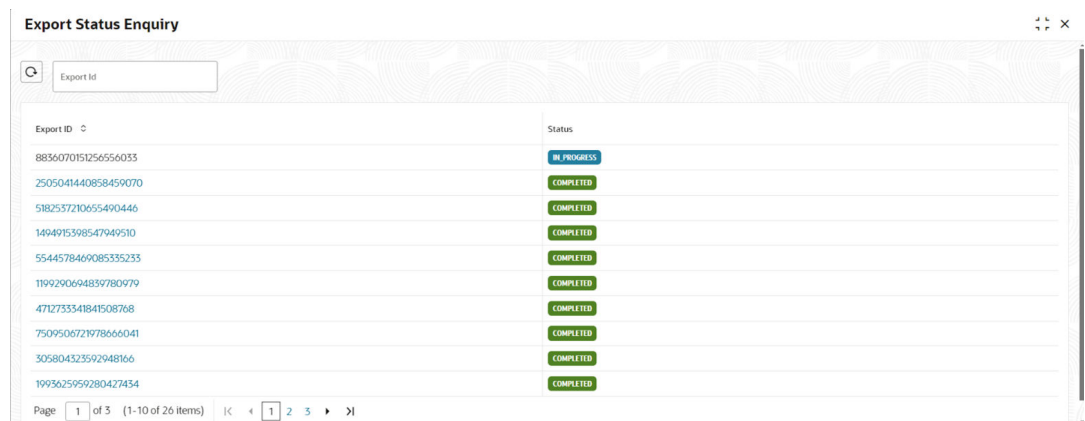 Export Status Enquiry
Export Id
Export ID Status
8836070151256556033 IN_PROGRESS
2505041440858459070 COMPLETED
5182537210655490446 COMPLETED
1494915398547949510 COMPLETED
5544578469085335233 COMPLETED
1199290694839780979 COMPLETED
4712733341841508768 COMPLETED
7509506721978666041 COMPLETED
305804323592948166 COMPLETED
1993625959280427434 COMPLETED
Page 1 of 3 (1-10 of 26 items) 1 2 3